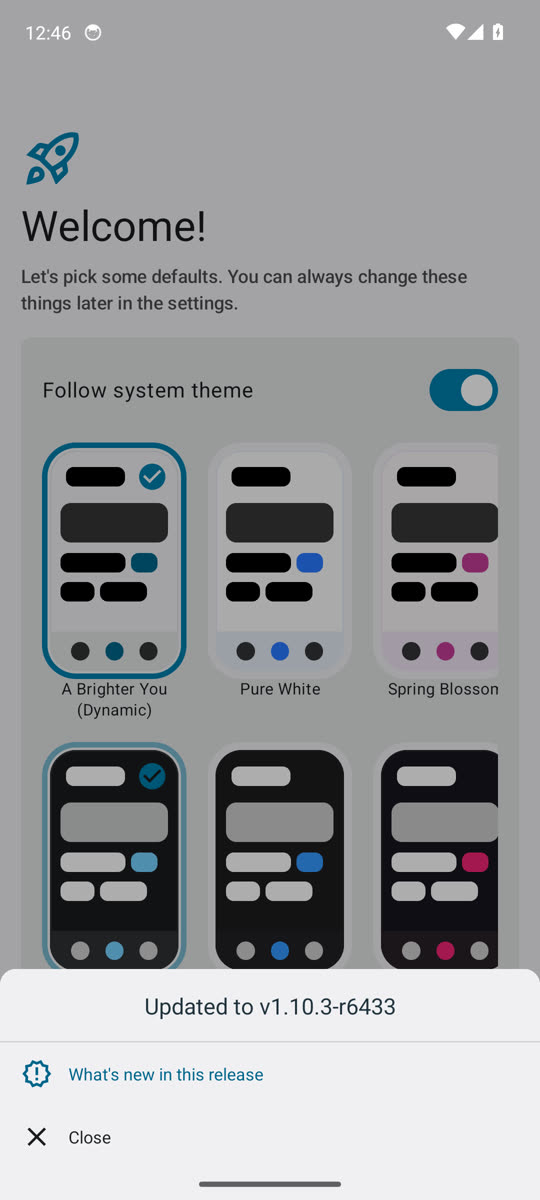 12:46
Welcome!
Let's pick some defaults. You can always change these
things later in the settings.
Follow system theme
A Brighter You
(Dynamic)
Pure White
Spring Blossom
Updated to v1.10.3-r6433
What's new in this release
Close